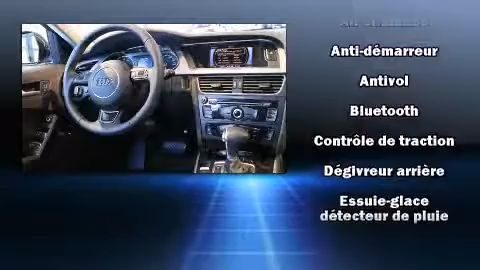 Anti-démarreur
Antivol
Bluetooth
Contrôle de traction
Dégivreur arrière
Essuie-glace
détecteur de pluie